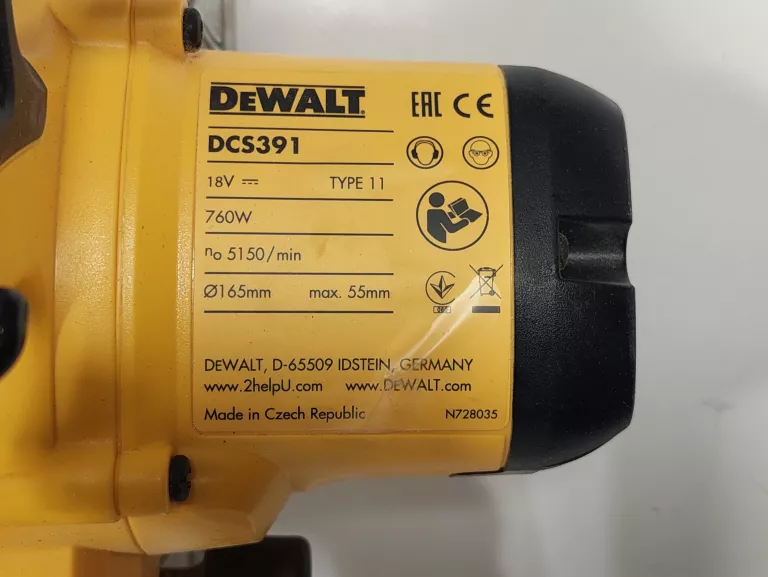 DEWALT
EAC CE
DCS391
18V ⎓ TYPE 11
760W
n₀ 5150/min
Ø165mm max. 55mm
DEWALT, D-65509 IDSTEIN, GERMANY
www.2helpU.com www.DEWALT.com
Made in Czech Republic N728035